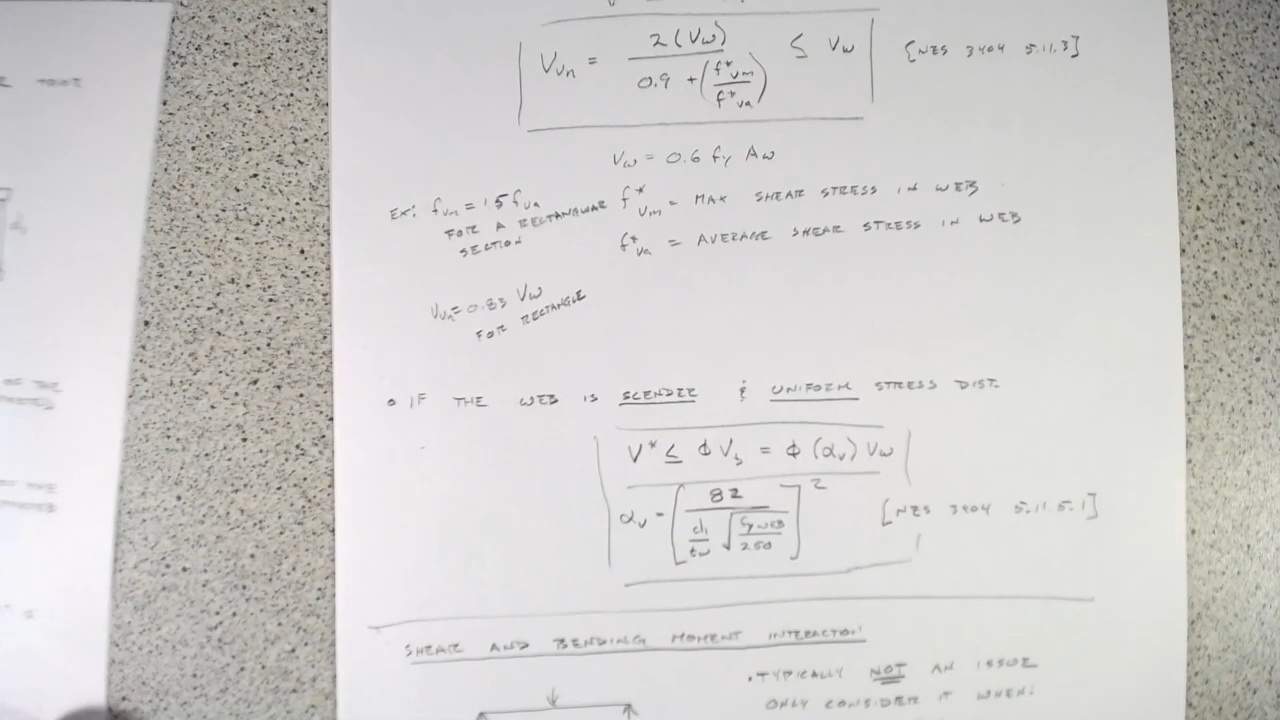 V_vn = 2(Vw) / (0.9 + (f*vm / f*va)) ≤ Vw [NZS 3404 5.11.3]
Vw = 0.6 fy Aw
Ex: fvm = 1.5 fva
FOR A RECTANGULAR
SECTION
f*vm = MAX SHEAR STRESS IN WEB
f*va = AVERAGE SHEAR STRESS IN WEB
Vvn = 0.83 Vw
FOR RECTANGLE
• IF THE WEB IS SLENDER & UNIFORM STRESS DIST.
V* ≤ φVb = φ(αv)Vw
αv = [82 / (d1/tw √(fyWEB/250))]² [NZS 3404 5.11.5.1]
SHEAR AND BENDING MOMENT INTERACTION
• TYPICALLY NOT AN ISSUE
ONLY CONSIDER IT WHEN: